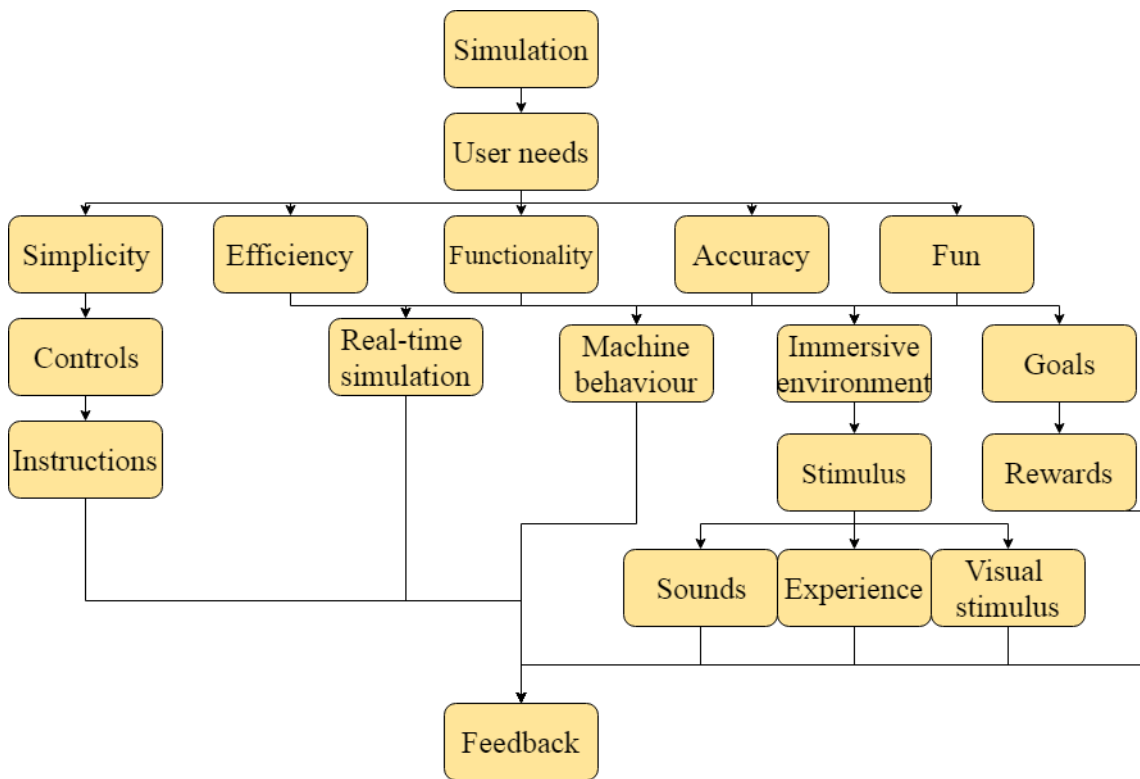 Simulation
User needs
Simplicity
Efficiency
Functionality
Accuracy
Fun
Controls
Real-time
simulation
Machine
behaviour
Immersive
environment
Goals
Instructions
Stimulus
Rewards
Sounds
Experience
Visual
stimulus
Feedback